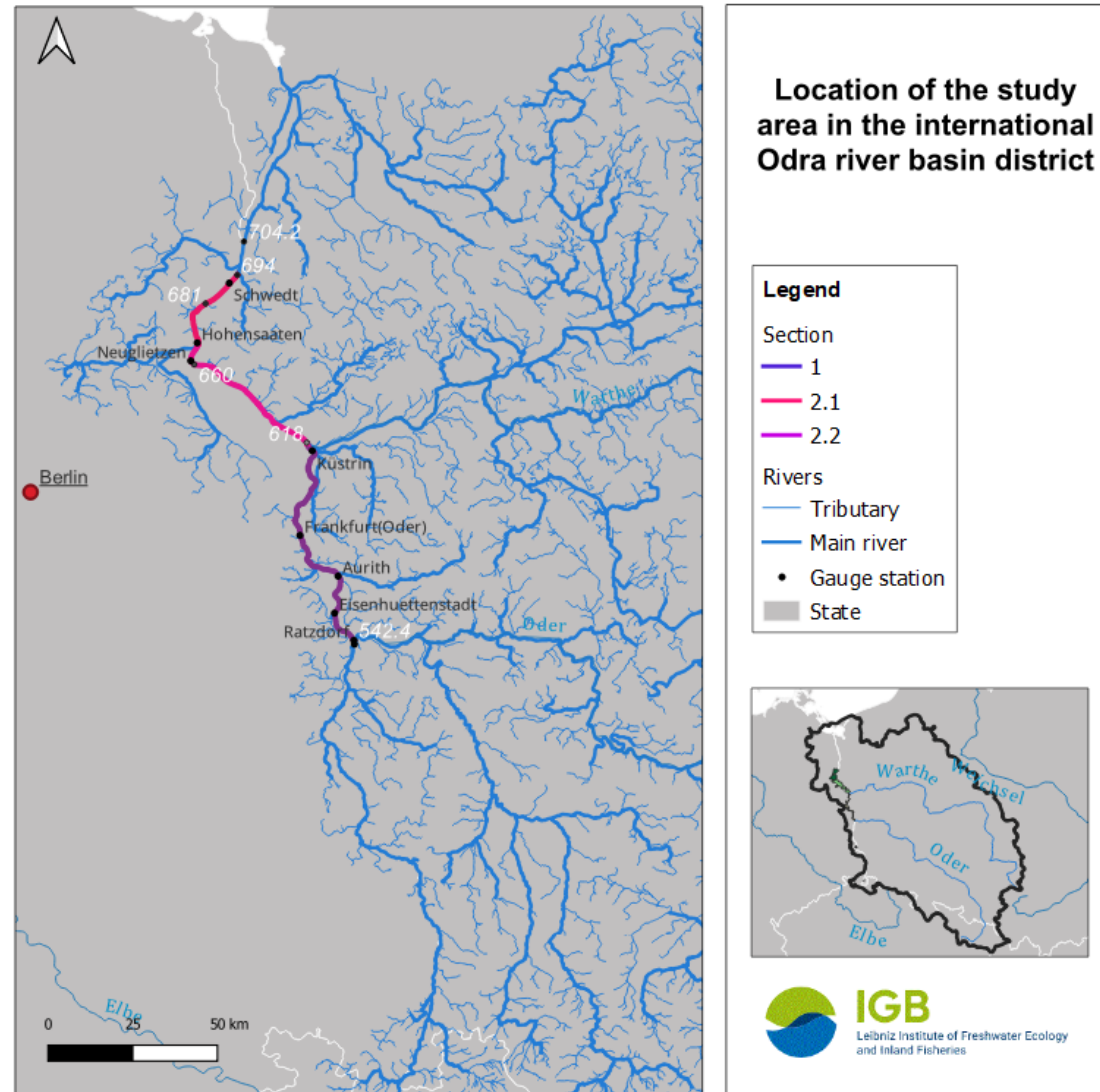 Location of the study
area in the international
Odra river basin district
704.2
694
Schwedt
681
Hohensaaten
Neuglietzen
660
Warthe
618
Kustrin
Berlin
Frankfurt(Oder)
Aurith
Eisenhuettenstadt
Oder
Ratzdorf
542.4
Elbe
0 25 50 km
Legend
Section
1
2.1
2.2
Rivers
Tributary
Main river
Gauge station
State
Warthe
Weichsel
Oder
Elbe
IGB
Leibniz Institute of Freshwater Ecology
and Inland Fisheries